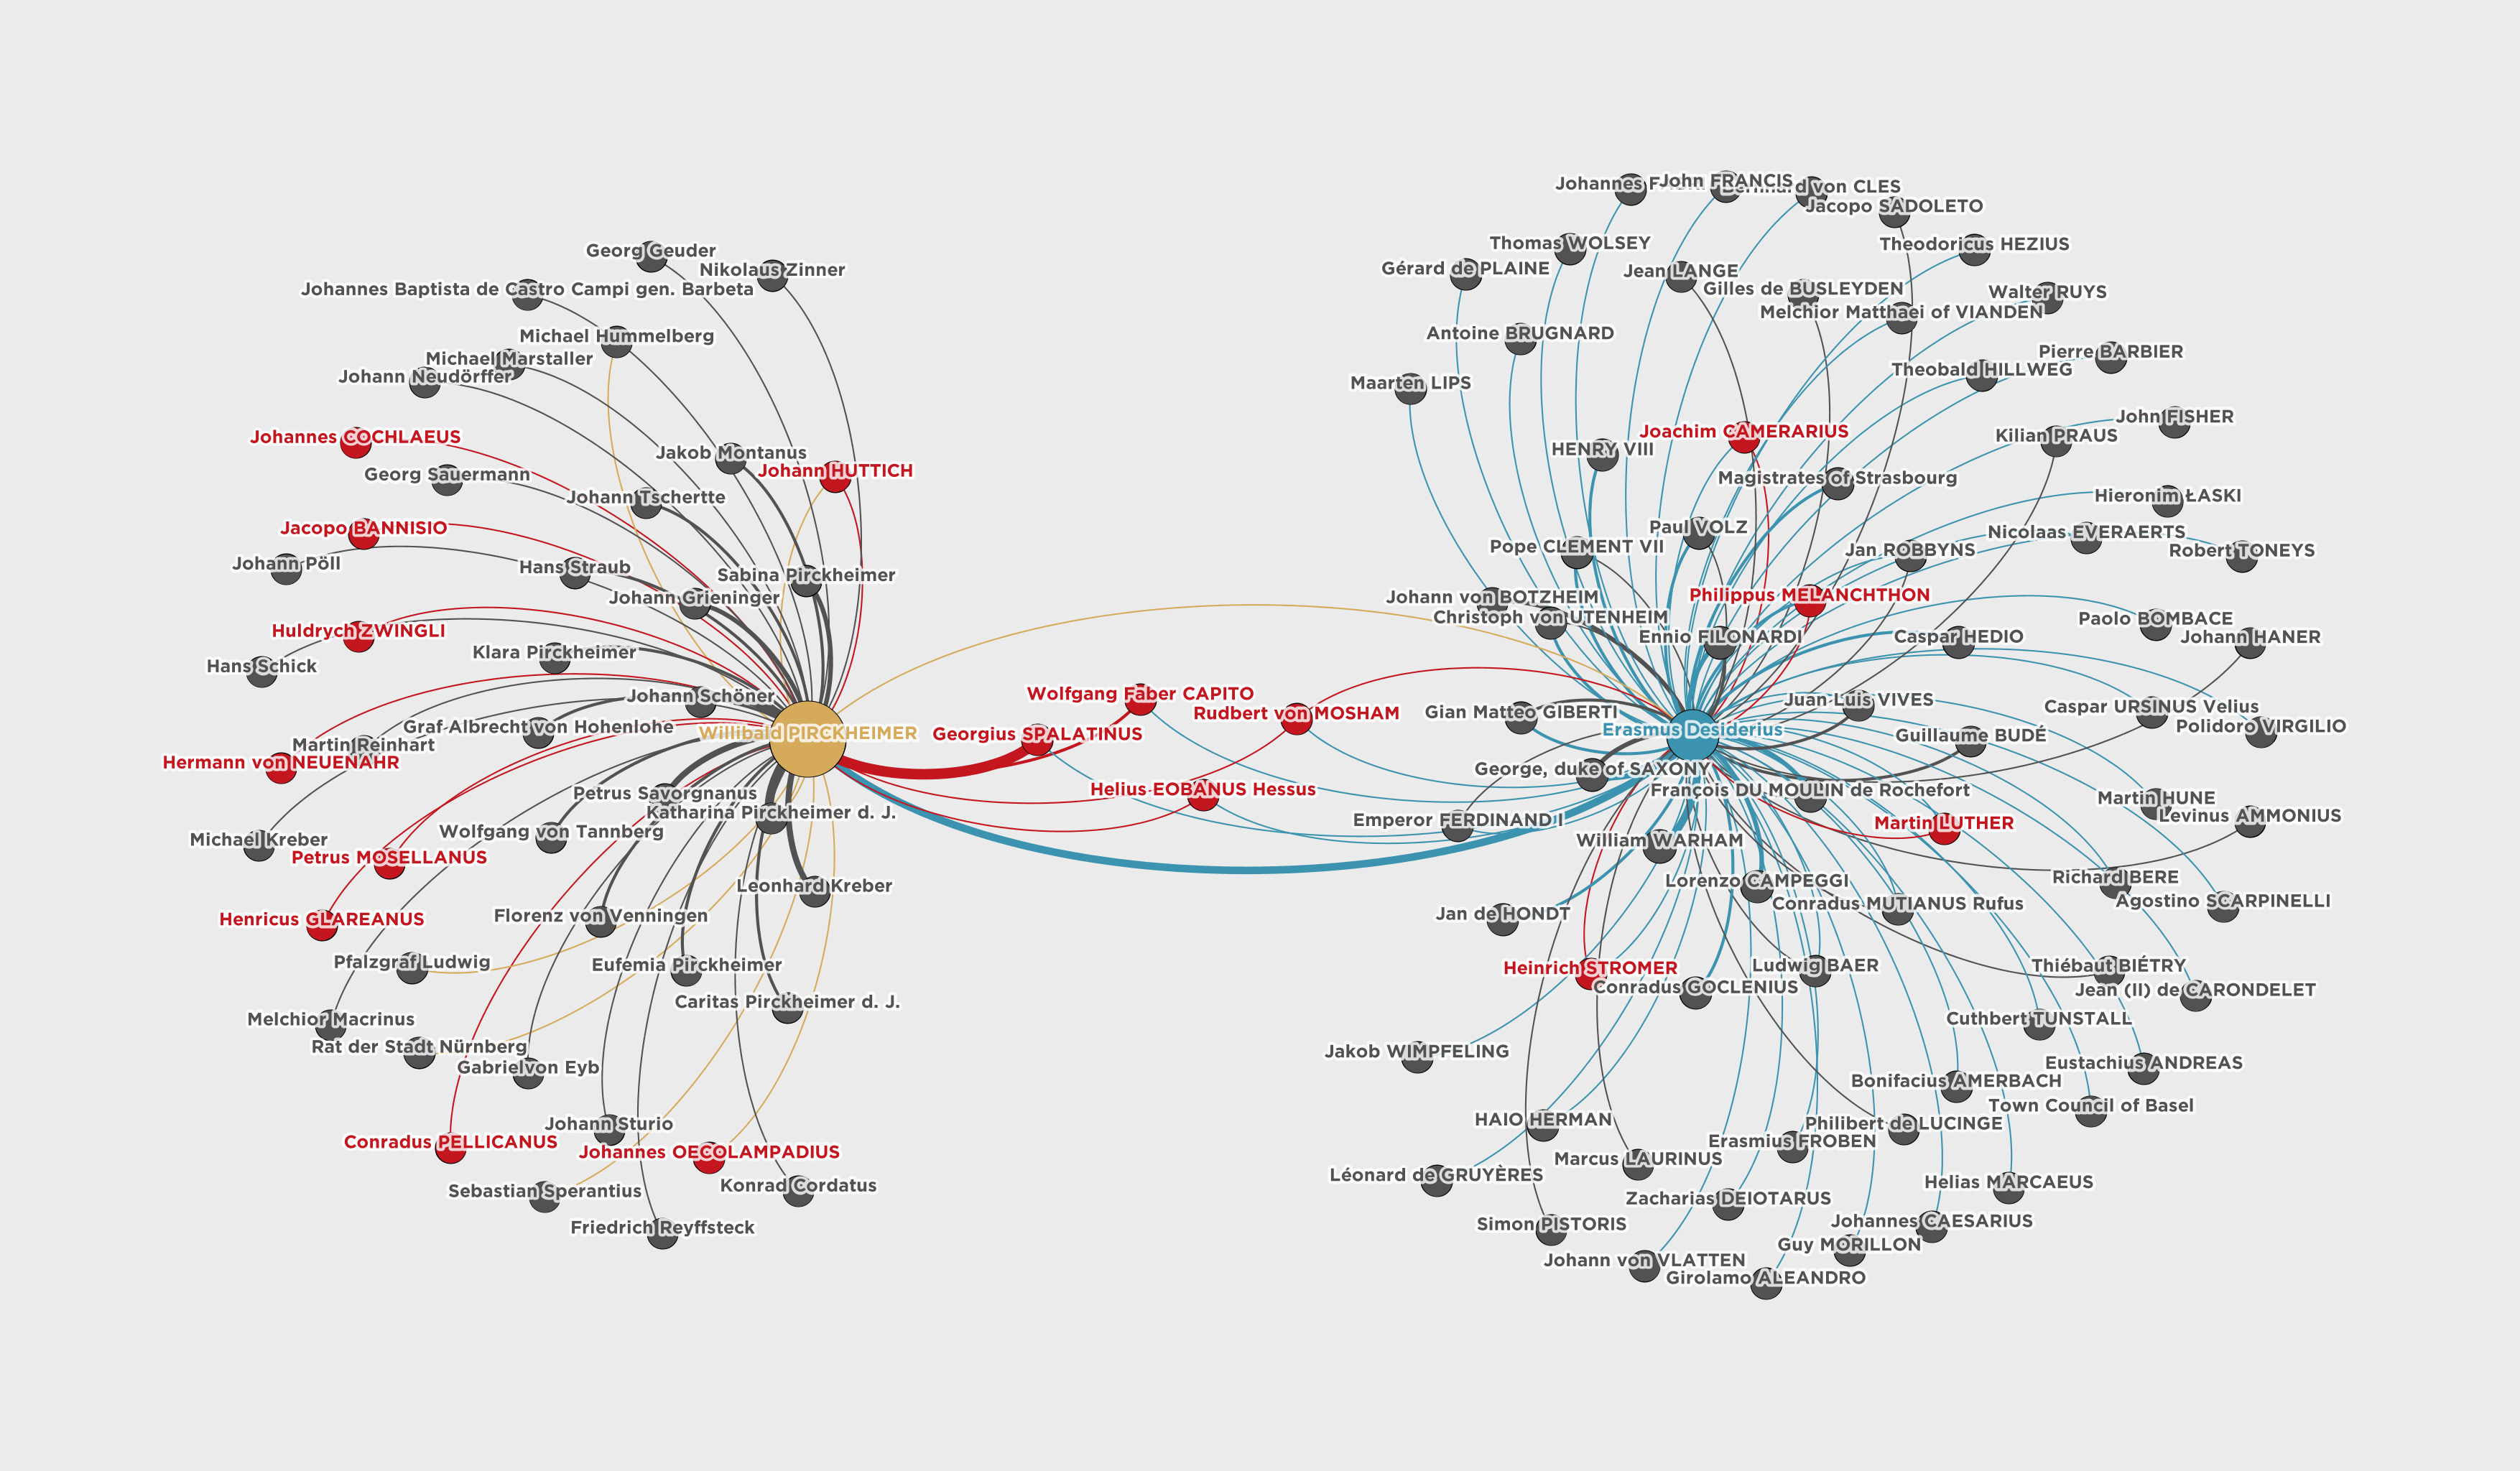 Georg Geuder
Nikolaus Zinner
Johannes Baptista de Castro Campi gen. Barbeta
Michael Hummelberg
Michael Marstaller
Johann Neudörffer
Johannes COCHLAEUS
Jakob Montanus
Johann HUTTICH
Georg Sauermann
Johann Tschertte
Jacopo BANNISIO
Johann Pöll
Hans Straub
Sabina Pirckheimer
Johann Grieninger
Huldrych ZWINGLI
Klara Pirckheimer
Hans Schick
Johann Schöner
Graf Albrecht von Hohenlohe
Willibald PIRCKHEIMER
Martin Reinhart
Hermann von NEUENAHR
Petrus Savorgnanus
Katharina Pirckheimer d. J.
Wolfgang von Tannberg
Michael Kreber
Petrus MOSELLANUS
Leonhard Kreber
Henricus GLAREANUS
Florenz von Venningen
Pfalzgraf Ludwig
Eufemia Pirckheimer
Caritas Pirckheimer d. J.
Melchior Macrinus
Rat der Stadt Nürnberg
Gabrielvon Eyb
Johann Sturio
Conradus PELLICANUS
Johannes OECOLAMPADIUS
Konrad Cordatus
Sebastian Sperantius
Friedrich Reyffsteck
Wolfgang Faber CAPITO
Rudbert von MOSHAM
Georgius SPALATINUS
Helius EOBANUS Hessus
Johannes F
John FRANCIS
von CLES
Jacopo SADOLETO
Thomas WOLSEY
Theodoricus HEZIUS
Gérard de PLAINE
Jean LANGE
Gilles de BUSLEYDEN
Walter RUYS
Melchior Matthaei of VIANDEN
Antoine BRUGNARD
Pierre BARBIER
Theobald HILLWEG
Maarten LIPS
John FISHER
Joachim CAMERARIUS
Kilian PRAUS
HENRY VIII
Magistrates of Strasbourg
Hieronim ŁASKI
Paul VOLZ
Nicolaas EVERAERTS
Pope CLEMENT VII
Jan ROBBYNS
Robert TONEYS
Johann von BOTZHEIM
Philippus MELANCHTHON
Christoph von UTENHEIM
Paolo BOMBACE
Ennio FILONARDI
Caspar HEDIO
Johann HANER
Juan Luis VIVES
Caspar URSINUS Velius
Gian Matteo GIBERTI
Polidoro VIRGILIO
Erasmus Desiderius
Guillaume BUDÉ
George, duke of SAXONY
François DU MOULIN de Rochefort
Martin HUNE
Levinus AMMONIUS
Emperor FERDINAND I
Martin LUTHER
William WARHAM
Richard BERE
Lorenzo CAMPEGGI
Agostino SCARPINELLI
Conradus MUTIANUS Rufus
Jan de HONDT
Heinrich STROMER
Ludwig BAER
Thiébaut BIÉTRY
Conradus GOCLENIUS
Jean (II) de CARONDELET
Cuthbert TUNSTALL
Jakob WIMPFELING
Eustachius ANDREAS
Bonifacius AMERBACH
Town Council of Basel
HAIO HERMAN
Philibert de LUCINGE
Erasmius FROBEN
Marcus LAURINUS
Léonard de GRUYÈRES
Helias MARCAEUS
Zacharias DEIOTARUS
Simon PISTORIS
Johannes CAESARIUS
Guy MORILLON
Johann von VLATTEN
Girolamo ALEANDRO